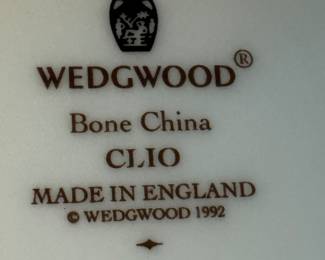 WEDGWOOD®
Bone China
CLIO
MADE IN ENGLAND
© WEDGWOOD 1992